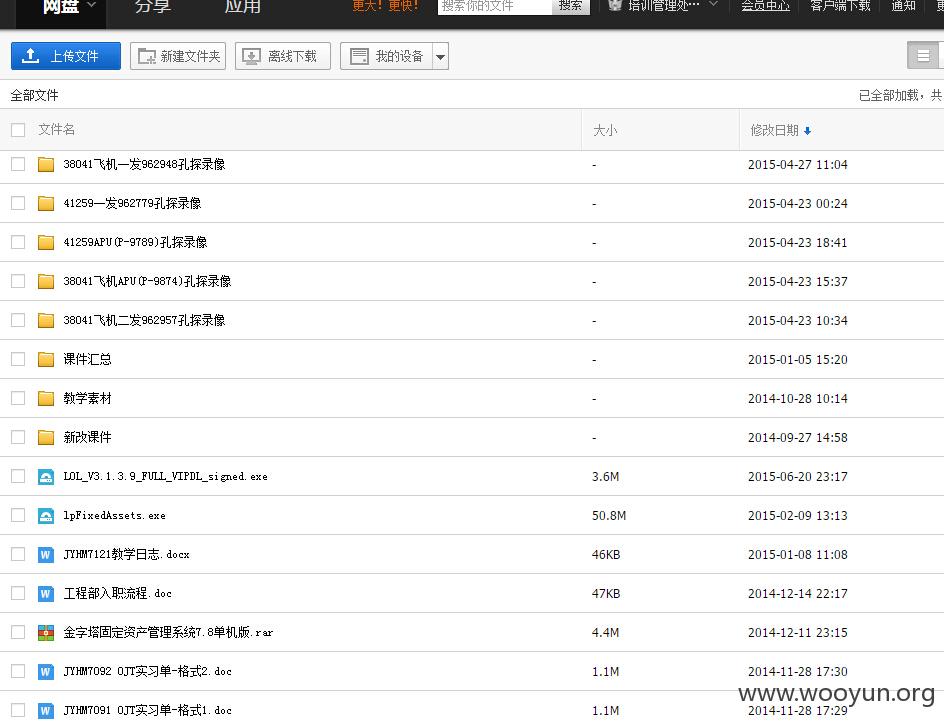 网盘 分享 应用 更大！更快！ 搜索你的文件 搜索 培训管理处… 会员中心 客户端下载 通知
上传文件 新建文件夹 离线下载 我的设备
全部文件 已全部加载，共
文件名 大小 修改日期
38041飞机一发962948孔探录像 - 2015-04-27 11:04
41259一发962779孔探录像 - 2015-04-23 00:24
41259APU(P-9789)孔探录像 - 2015-04-23 18:41
38041飞机APU(P-9874)孔探录像 - 2015-04-23 15:37
38041飞机二发962957孔探录像 - 2015-04-23 10:34
课件汇总 - 2015-01-05 15:20
教学素材 - 2014-10-28 10:14
新改课件 - 2014-09-27 14:58
LOL_V3.1.3.9_FULL_VIPDL_signed.exe 3.6M 2015-06-20 23:17
lpFixedAssets.exe 50.8M 2015-02-09 13:13
JYHM7121教学日志.docx 46KB 2015-01-08 11:08
工程部入职流程.doc 47KB 2014-12-14 22:17
金字塔固定资产管理系统7.8单机版.rar 4.4M 2014-12-11 23:15
JYHM7092 OJT实习单-格式2.doc 1.1M 2014-11-28 17:30
JYHM7091 OJT实习单-格式1.doc 1.1M 2014-11-28 17:29
www.wooyun.org